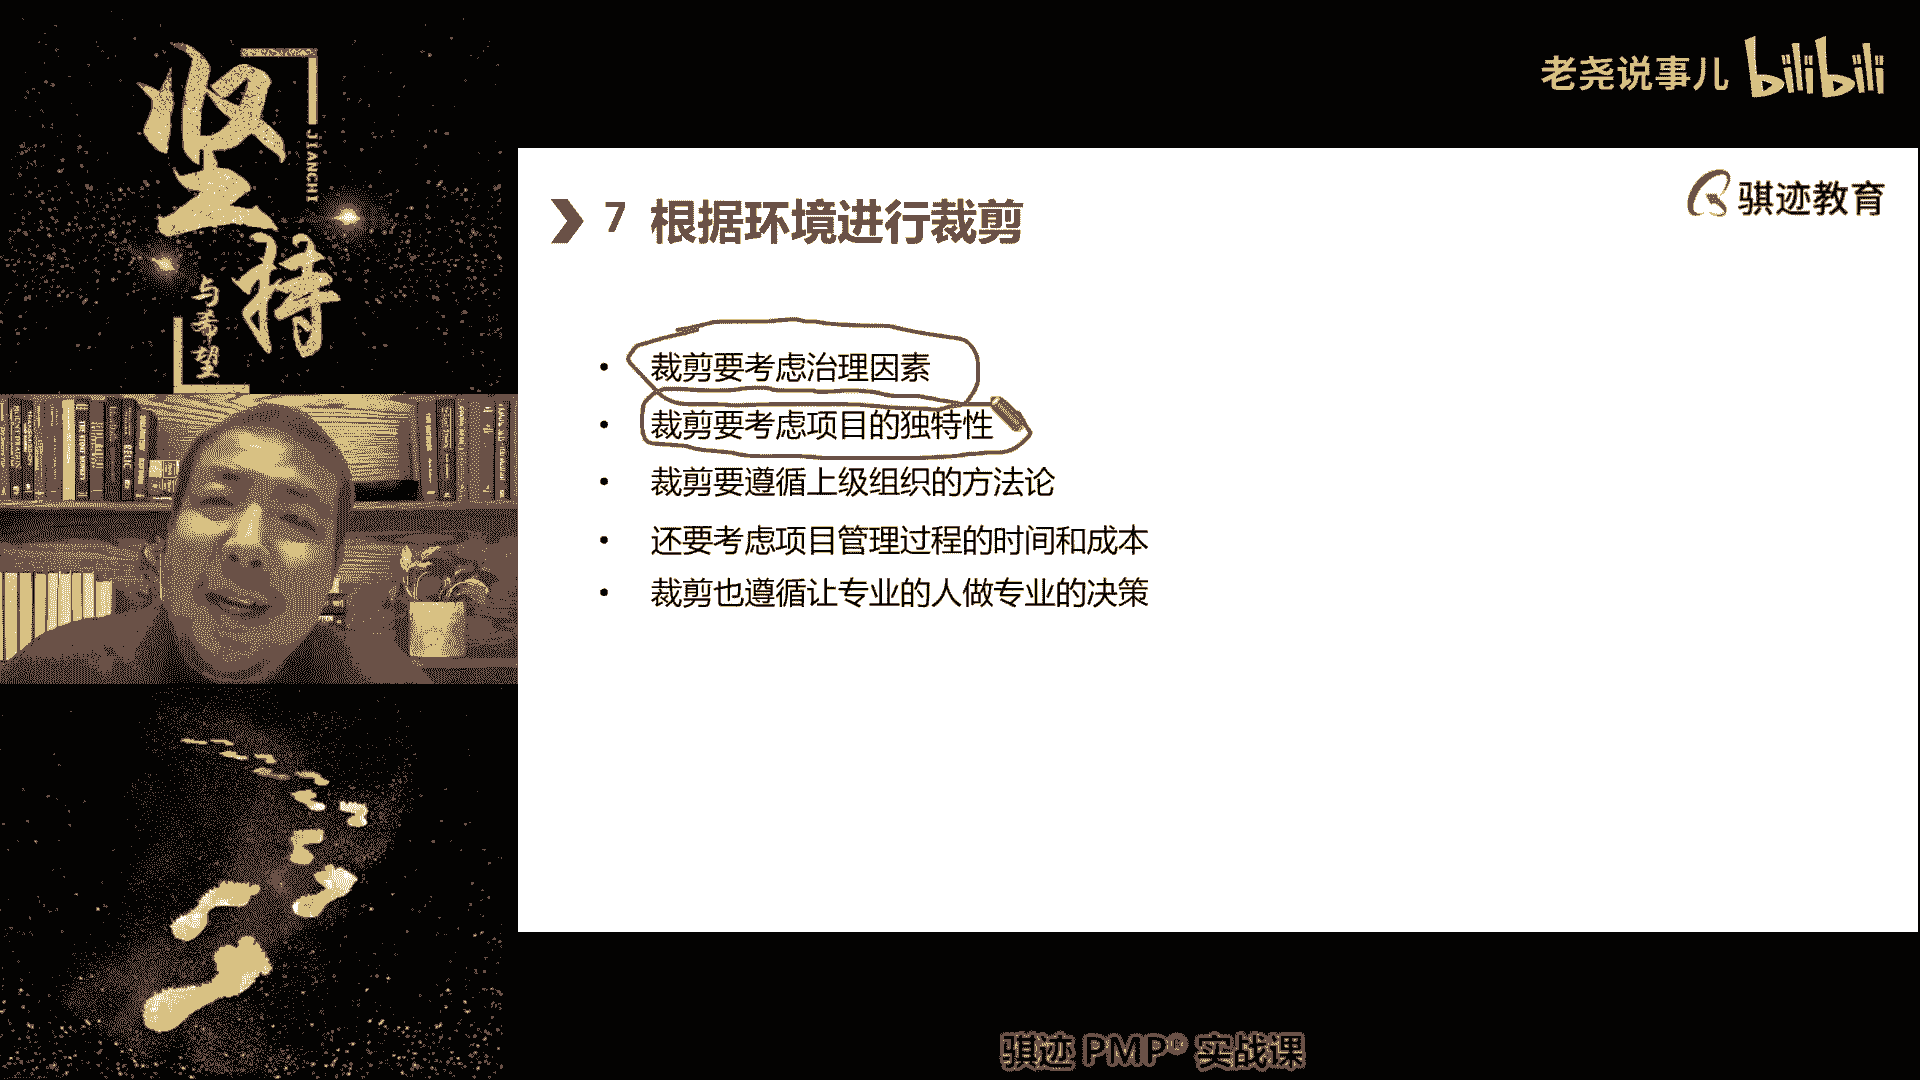 坚持
JIANCHI
与希望
老尧说事儿 bilibili
骐迹教育
7 根据环境进行裁剪
• 裁剪要考虑治理因素
• 裁剪要考虑项目的独特性
• 裁剪要遵循上级组织的方法论
• 还要考虑项目管理过程的时间和成本
• 裁剪也遵循让专业的人做专业的决策
骐迹 PMP® 实战课